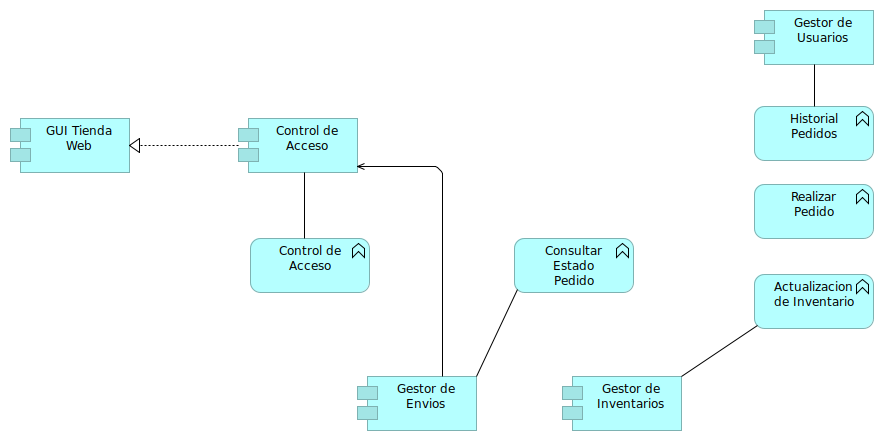 Gestor de
Usuarios
GUI Tienda
Web
Control de
Acceso
Historial
Pedidos
Realizar
Pedido
Control de
Acceso
Consultar
Estado
Pedido
Actualizacion
de Inventario
Gestor de
Envios
Gestor de
Inventarios